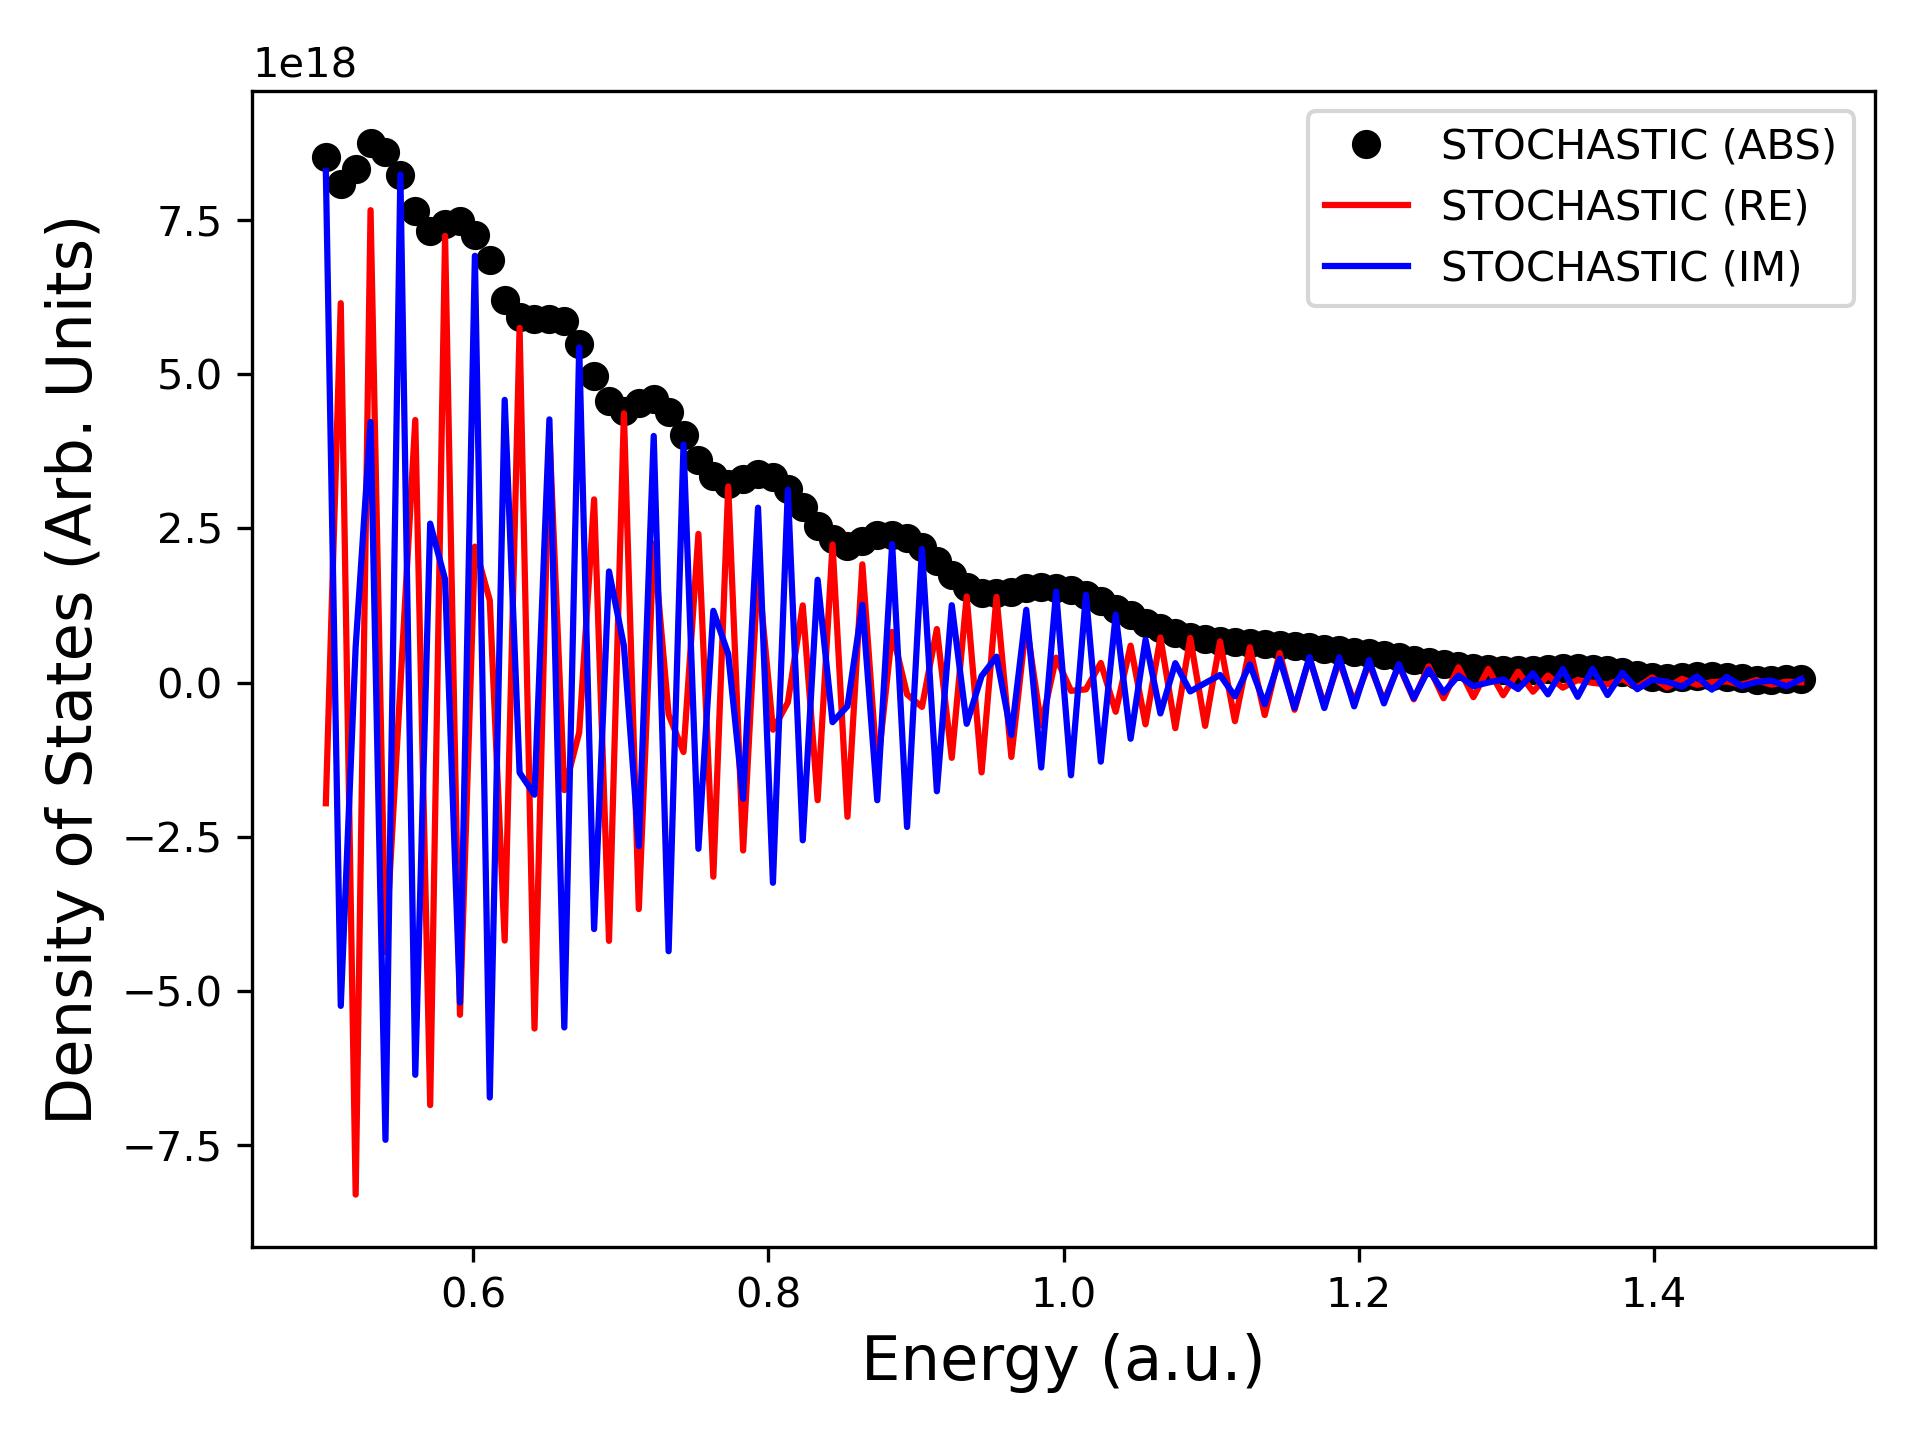 1e18
STOCHASTIC (ABS)
STOCHASTIC (RE)
STOCHASTIC (IM)
Density of States (Arb. Units)
7.5
5.0
2.5
0.0
−2.5
−5.0
−7.5
0.6 0.8 1.0 1.2 1.4
Energy (a.u.)